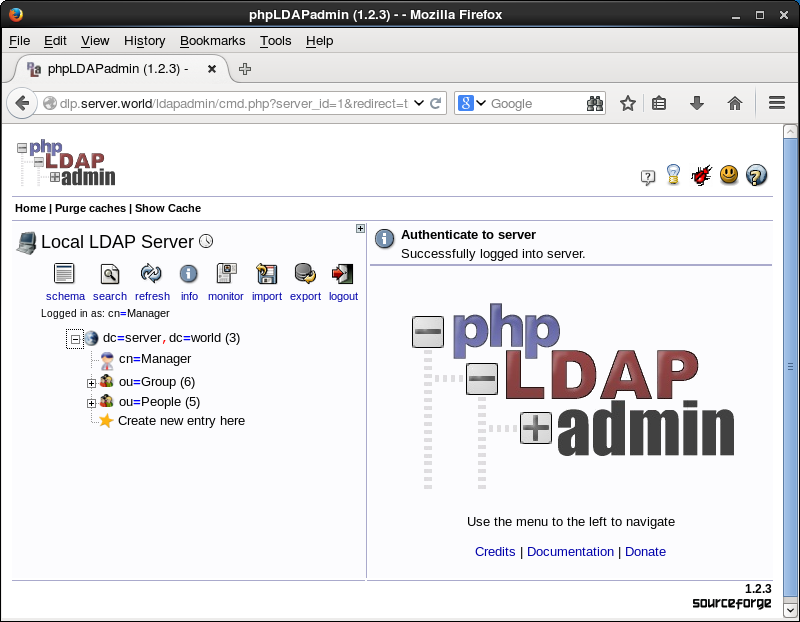 phpLDAPadmin (1.2.3) - - Mozilla Firefox
File Edit View History Bookmarks Tools Help
phpLDAPadmin (1.2.3) -
dlp.server.world/ldapadmin/cmd.php?server_id=1&redirect=t
8 Google
php
LDAP
admin
Home | Purge caches | Show Cache
Local LDAP Server
schema search refresh info monitor import export logout
Logged in as: cn=Manager
dc=server,dc=world (3)
cn=Manager
ou=Group (6)
ou=People (5)
Create new entry here
Authenticate to server
Successfully logged into server.
php
LDAP
admin
Use the menu to the left to navigate
Credits | Documentation | Donate
1.2.3
sourceforge